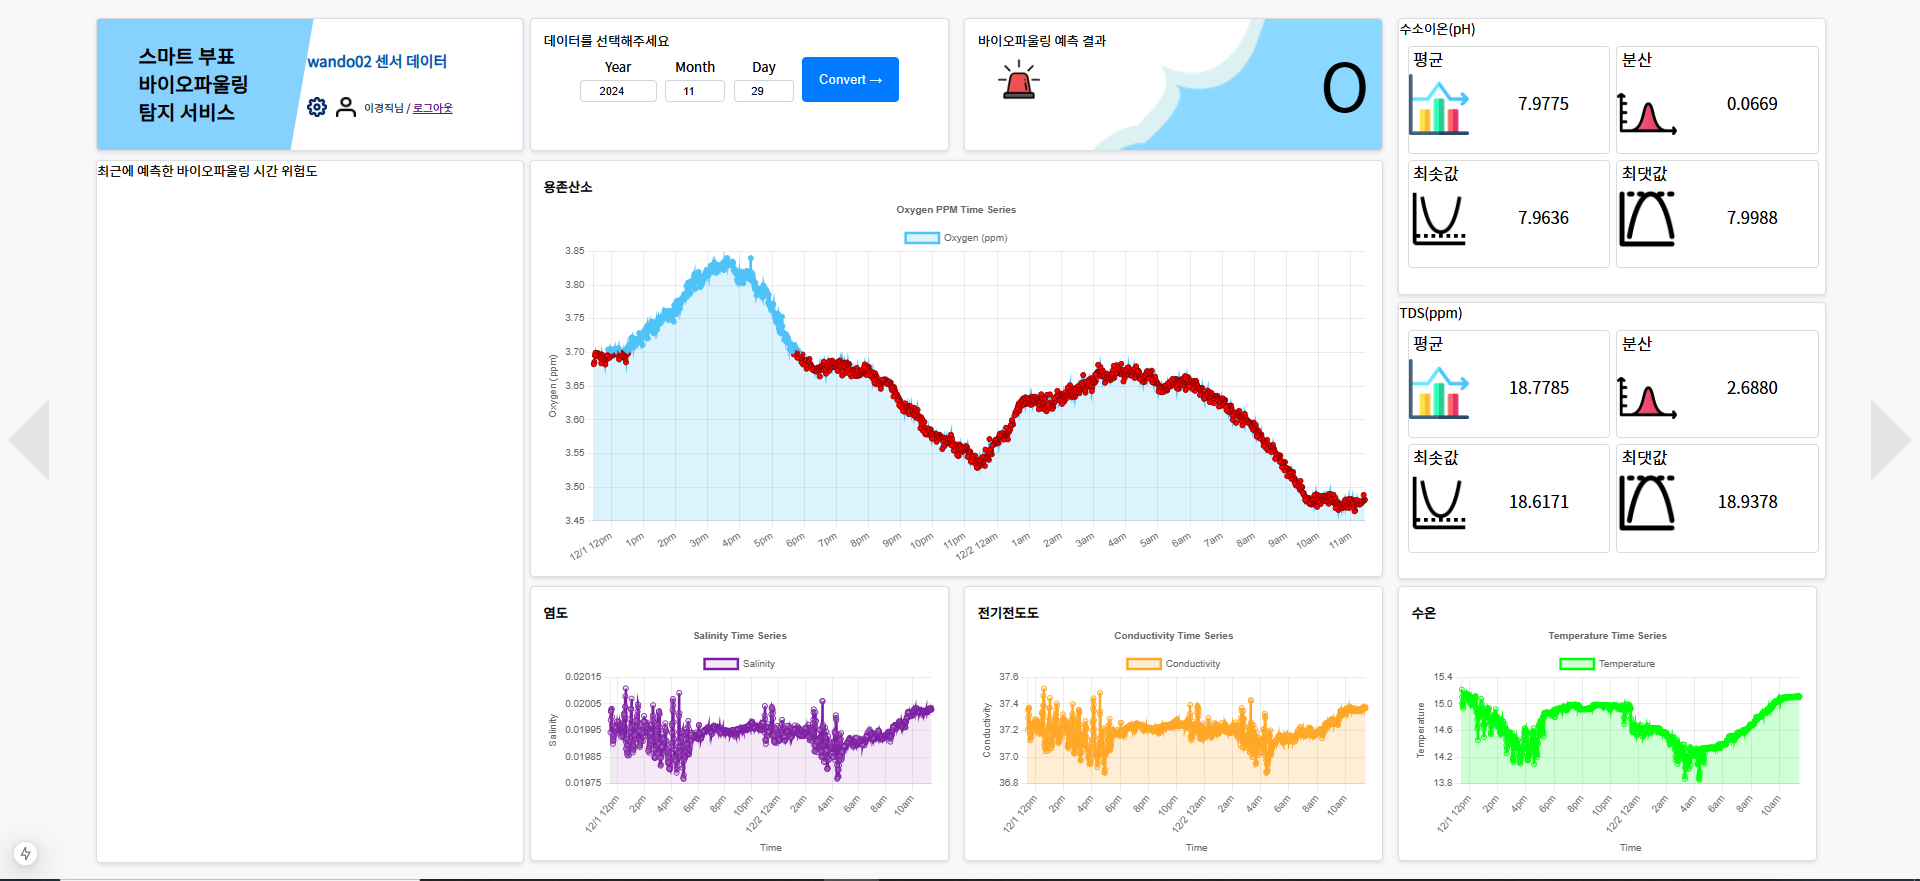 스마트 부표
바이오파울링
탐지 서비스
wando02 센서 데이터
이경직님 / 로그아웃
최근에 예측한 바이오파울링 시간 위험도
데이터를 선택해주세요
Year Month Day
2024 11 29
Convert →
바이오파울링 예측 결과
0
용존산소
Oxygen PPM Time Series
Oxygen (ppm)
Oxygen (ppm)
3.85
3.80
3.75
3.70
3.65
3.60
3.55
3.50
3.45
12/1 12pm 1pm 2pm 3pm 4pm 5pm 6pm 7pm 8pm 9pm 10pm 11pm 12/2 12am 1am 2am 3am 4am 5am 6am 7am 8am 9am 10am 11am
수소이온(pH)
평균
7.9775
분산
0.0669
최솟값
7.9636
최댓값
7.9988
TDS(ppm)
평균
18.7785
분산
2.6880
최솟값
18.6171
최댓값
18.9378
염도
Salinity Time Series
Salinity
Salinity
0.02015
0.02005
0.01995
0.01985
0.01975
12/1 12pm 2pm 4pm 6pm 8pm 10pm 12/2 12am 2am 4am 6am 8am 10am
Time
전기전도도
Conductivity Time Series
Conductivity
Conductivity
37.6
37.4
37.2
37.0
36.8
12/1 12pm 2pm 4pm 6pm 8pm 10pm 12/2 12am 2am 4am 6am 8am 10am
Time
수온
Temperature Time Series
Temperature
Temperature
15.4
15.0
14.6
14.2
13.8
12/1 12pm 2pm 4pm 6pm 8pm 10pm 12/2 12am 2am 4am 6am 8am 10am
Time